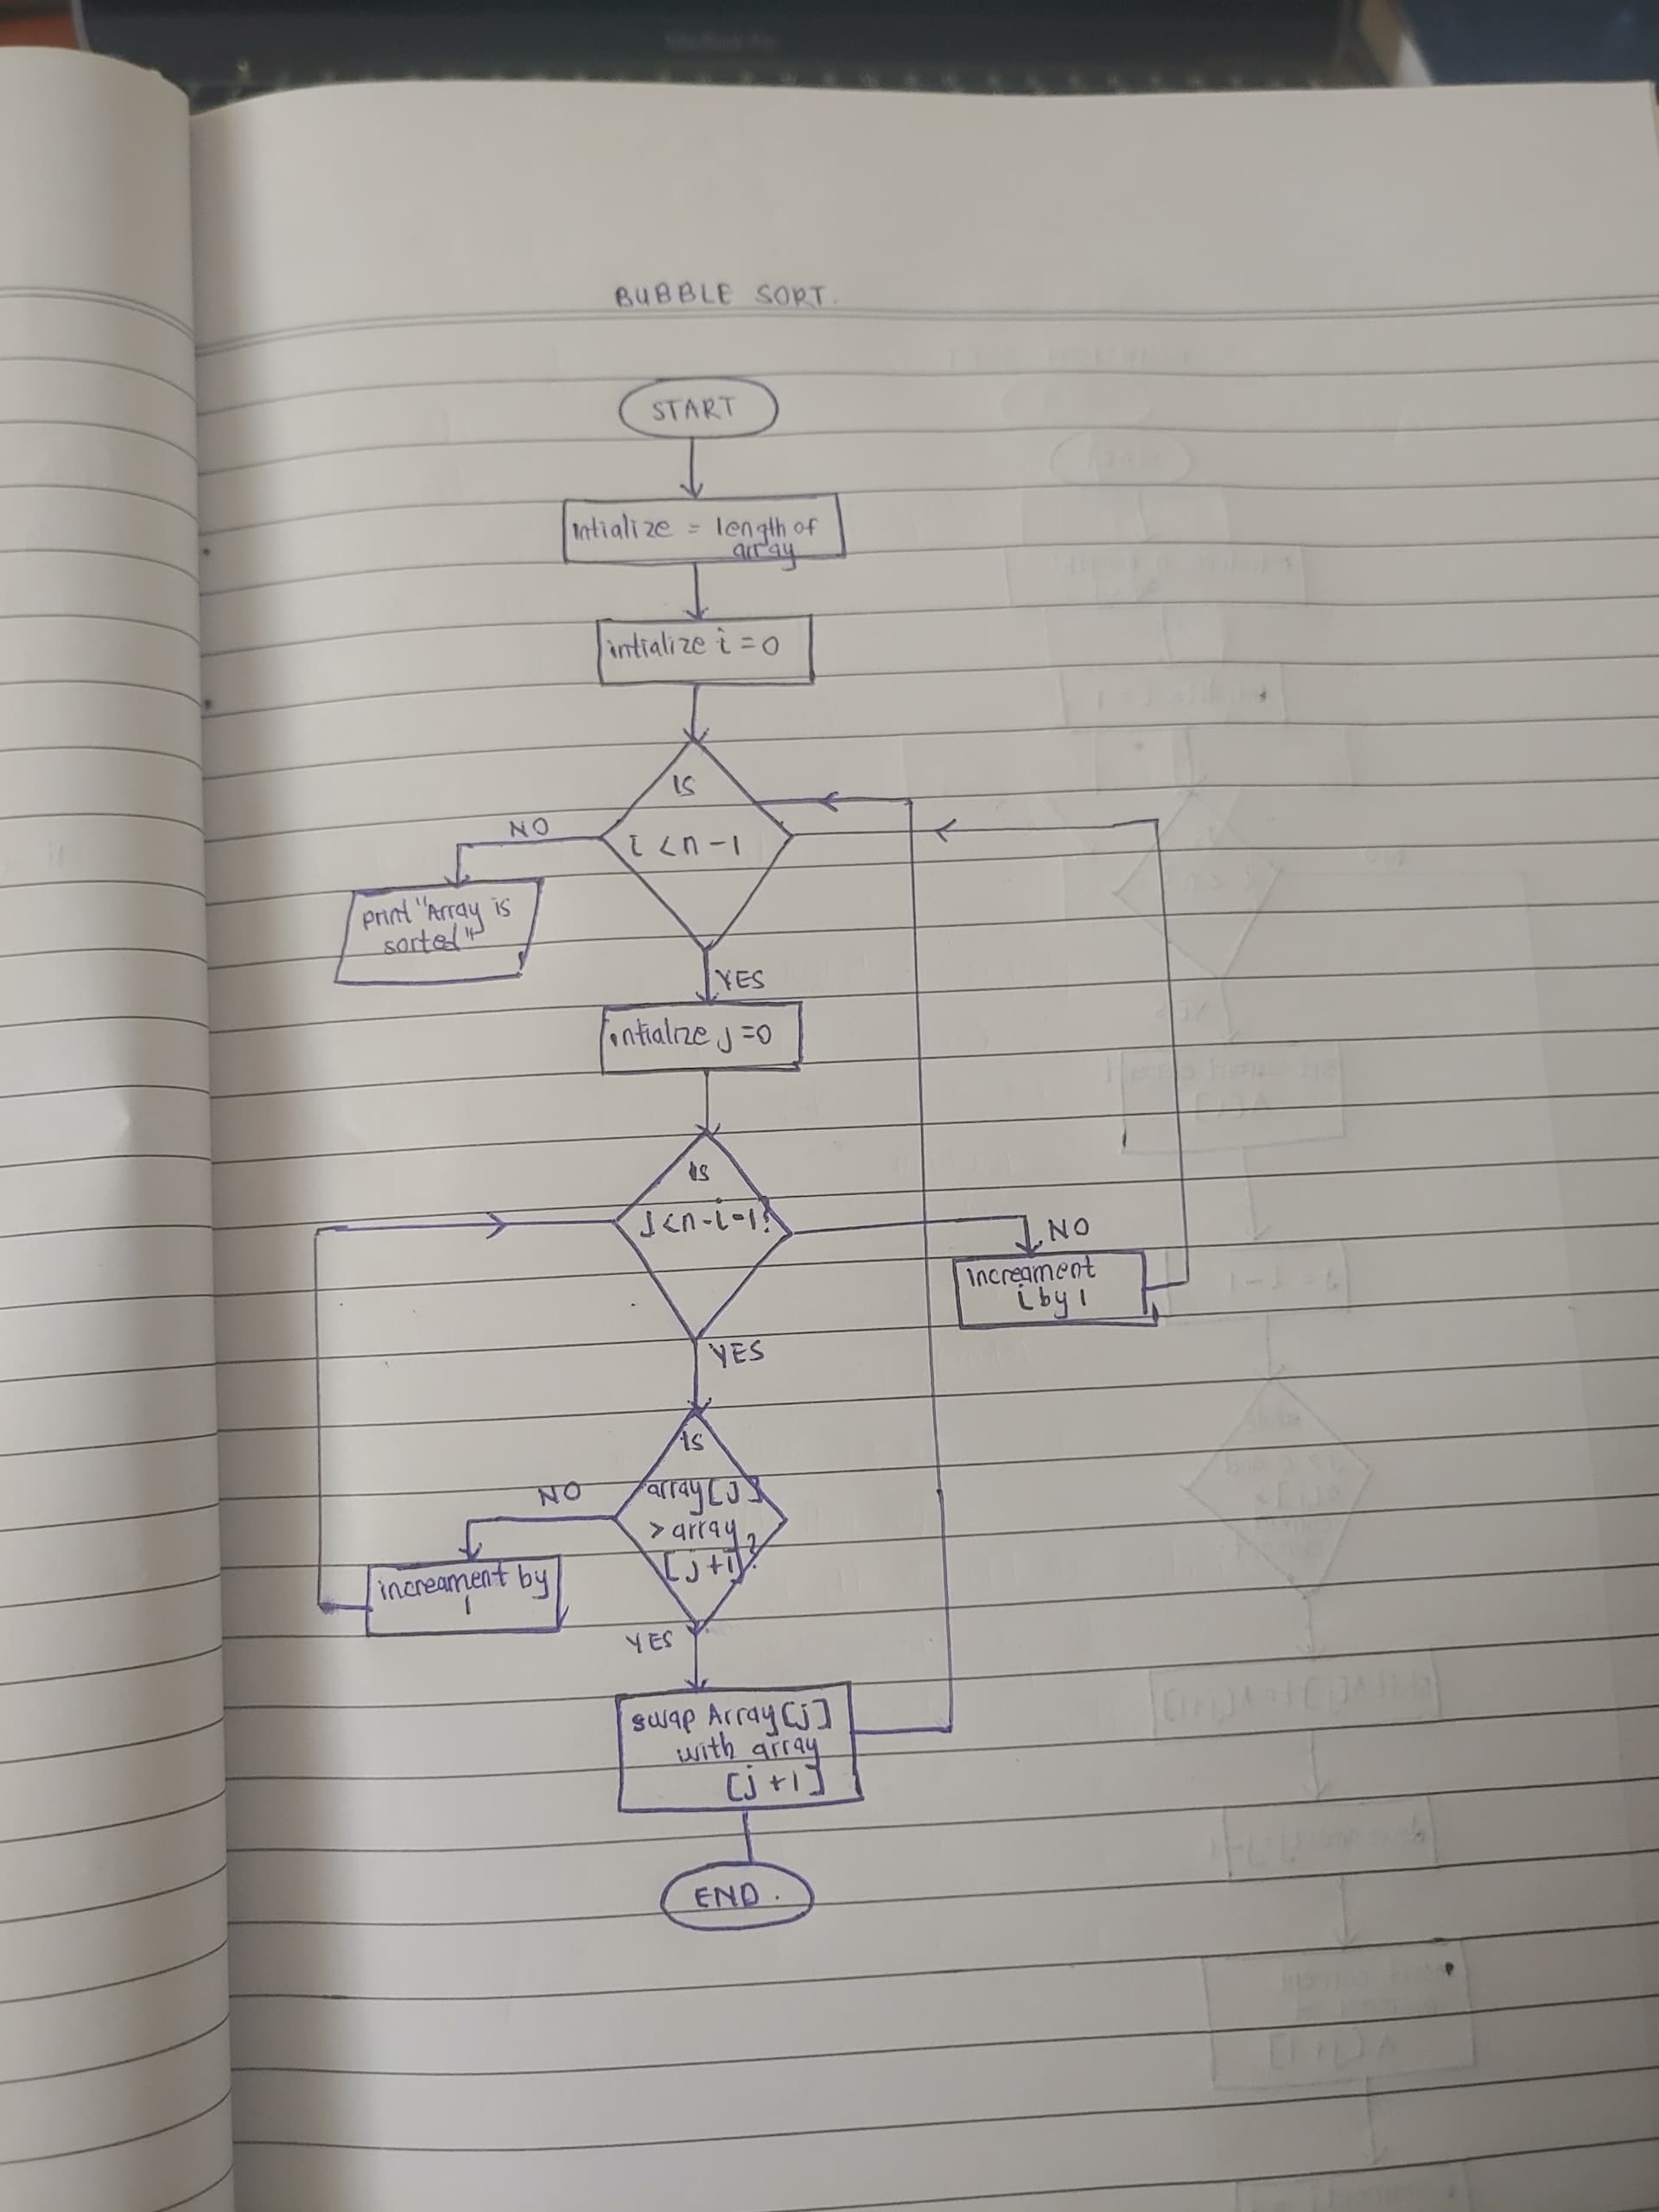 BUBBLE SORT.
START
intialize = length of
array
intialize i = 0
IS
i < n - 1
NO
print "Array is
sorted"
YES
intialize j = 0
is
J < n - i - 1?
NO
increament
i by 1
YES
is
array [J]
> array
[j + 1]?
NO
increament by
1
YES
swap Array [j]
with array
[j + 1]
END.